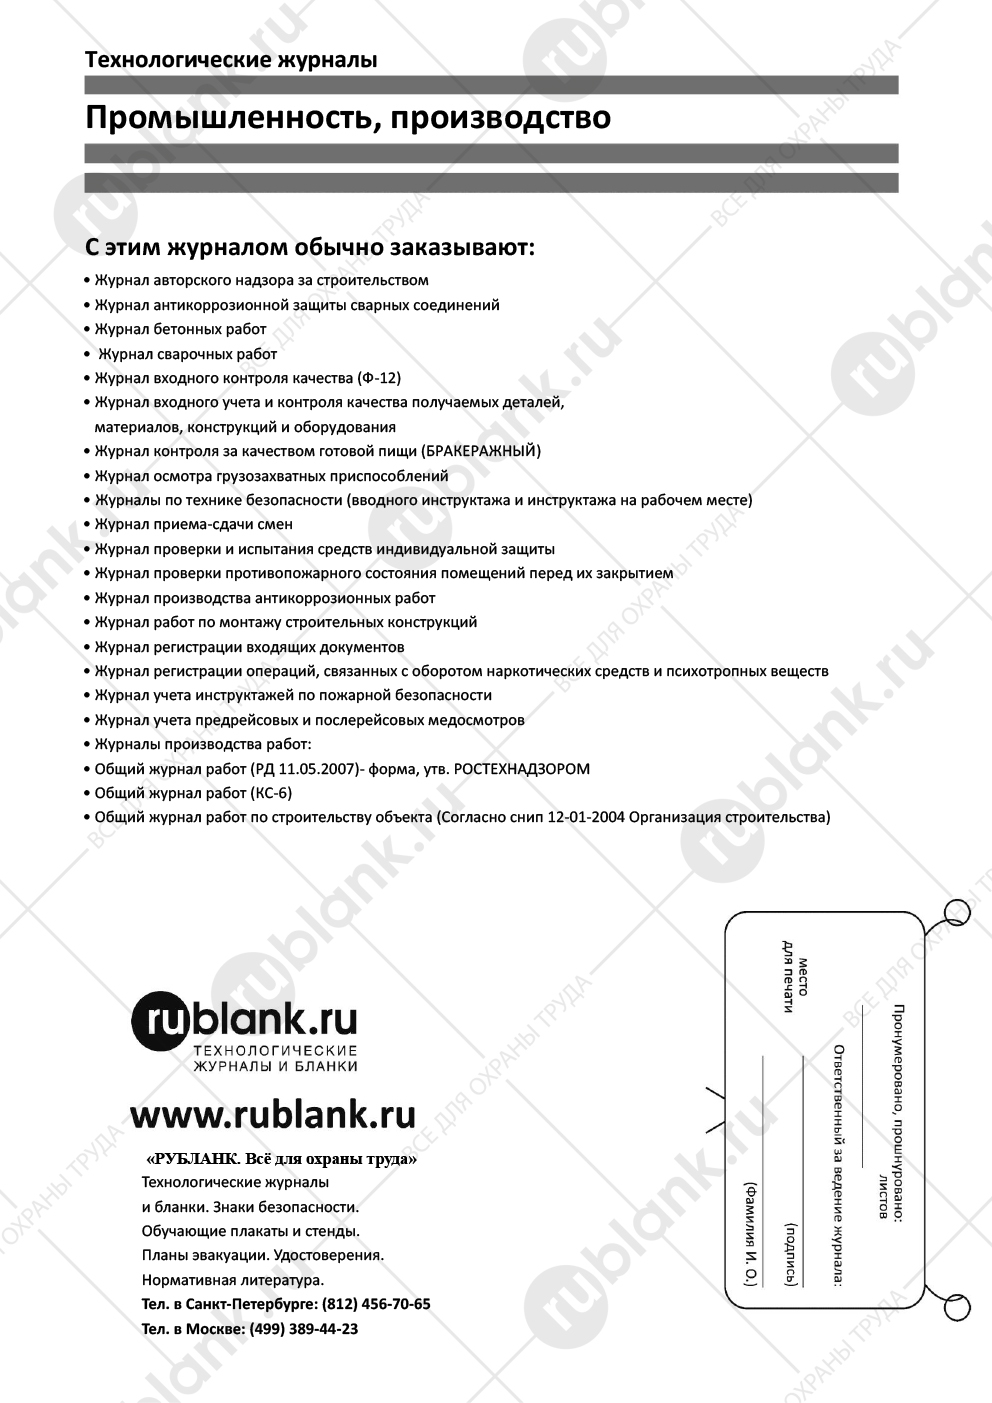 Технологические журналы
Промышленность, производство
С этим журналом обычно заказывают:
• Журнал авторского надзора за строительством
• Журнал антикоррозионной защиты сварных соединений
• Журнал бетонных работ
• Журнал сварочных работ
• Журнал входного контроля качества (Ф-12)
• Журнал входного учета и контроля качества получаемых деталей,
материалов, конструкций и оборудования
• Журнал контроля за качеством готовой пищи (БРАКЕРАЖНЫЙ)
• Журнал осмотра грузозахватных приспособлений
• Журналы по технике безопасности (вводного инструктажа и инструктажа на рабочем месте)
• Журнал приема-сдачи смен
• Журнал проверки и испытания средств индивидуальной защиты
• Журнал проверки противопожарного состояния помещений перед их закрытием
• Журнал производства антикоррозионных работ
• Журнал работ по монтажу строительных конструкций
• Журнал регистрации входящих документов
• Журнал регистрации операций, связанных с оборотом наркотических средств и психотропных веществ
• Журнал учета инструктажей по пожарной безопасности
• Журнал учета предрейсовых и послерейсовых медосмотров
• Журналы производства работ:
• Общий журнал работ (РД 11.05.2007)- форма, утв. РОСТЕХНАДЗОРОМ
• Общий журнал работ (КС-6)
• Общий журнал работ по строительству объекта (Согласно снип 12-01-2004 Организация строительства)
rublank.ru
ТЕХНОЛОГИЧЕСКИЕ
ЖУРНАЛЫ И БЛАНКИ
www.rublank.ru
«РУБЛАНК. Всё для охраны труда»
Технологические журналы
и бланки. Знаки безопасности.
Обучающие плакаты и стенды.
Планы эвакуации. Удостоверения.
Нормативная литература.
Тел. в Санкт-Петербурге: (812) 456-70-65
Тел. в Москве: (499) 389-44-23
Пронумеровано, прошнуровано:
листов
Ответственный за ведение журнала:
место
для печати
(подпись)
(Фамилия И. О.)
rublank.ru
ВСЕ ДЛЯ ОХРАНЫ ТРУДА